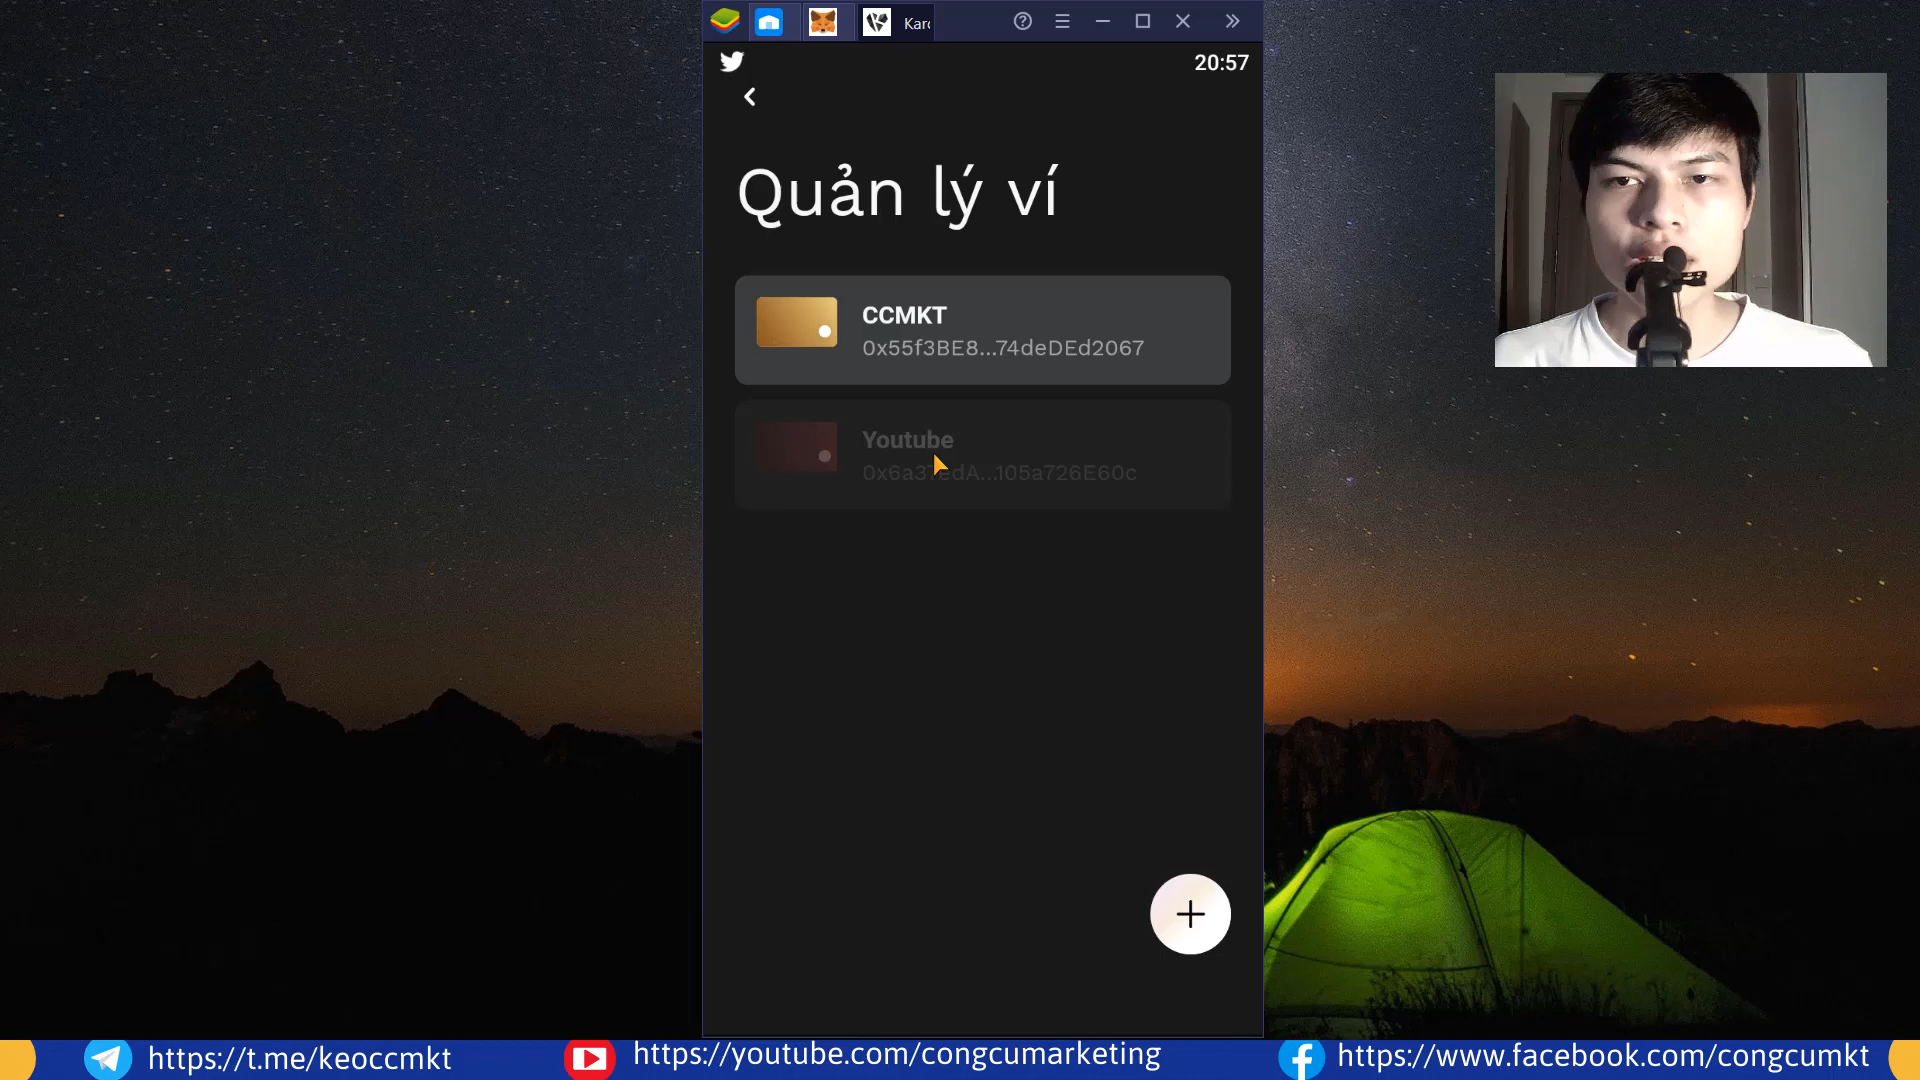 Karc
20:57
Quản lý ví
CCMKT
0x55f3BE8...74deDEd2067
Youtube
https://t.me/keoccmkt
https://youtube.com/congcumarketing
https://www.facebook.com/congcumkt